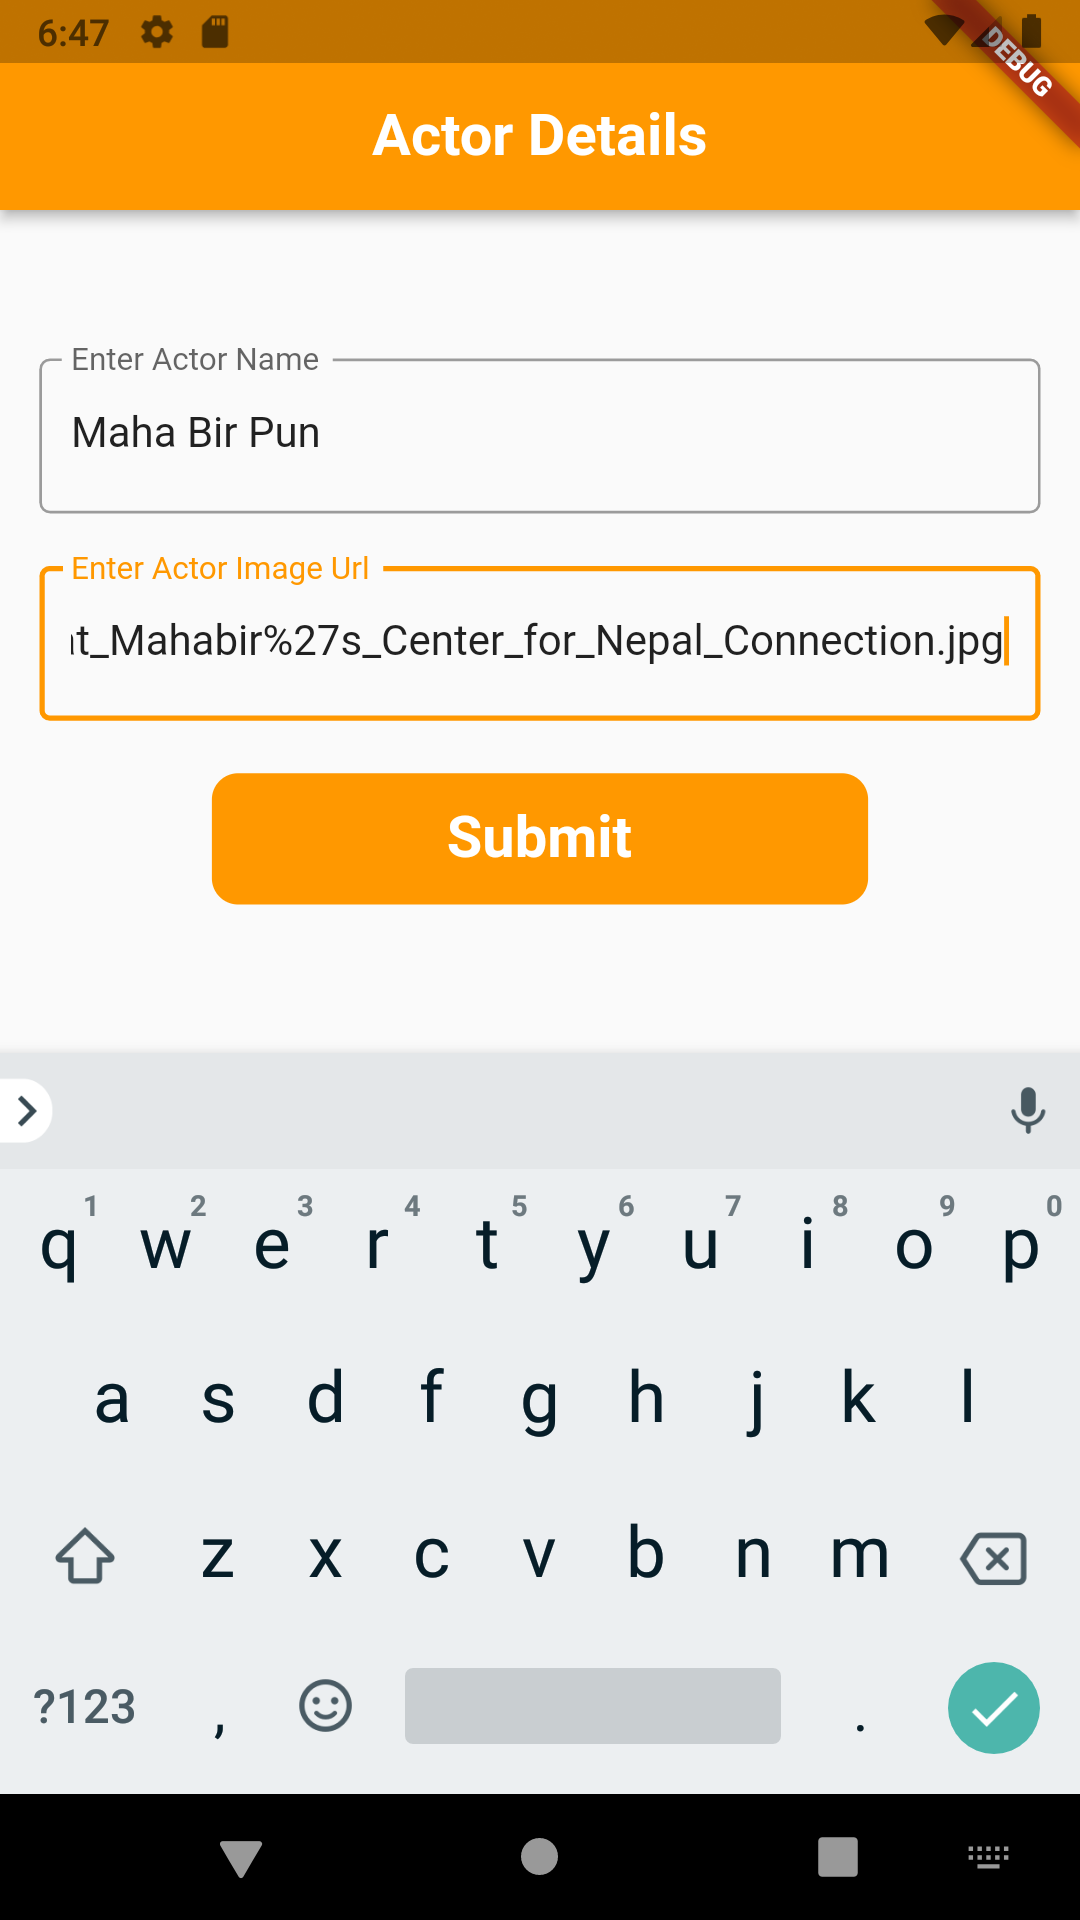 6:47
DEBUG
Actor Details
Enter Actor Name
Maha Bir Pun
Enter Actor Image Url
t_Mahabir%27s_Center_for_Nepal_Connection.jpg
Submit
1 2 3 4 5 6 7 8 9 0
q w e r t y u i o p
a s d f g h j k l
z x c v b n m
?123 , .